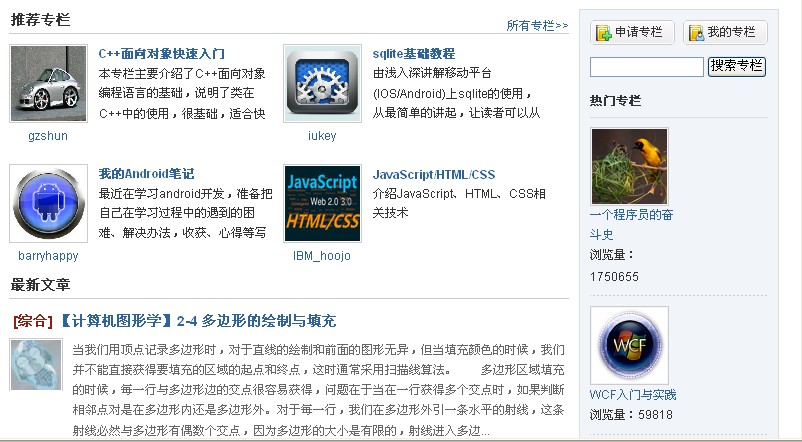 推荐专栏
所有专栏>>
C++面向对象快速入门
本专栏主要介绍了C++面向对象
编程语言的基础，说明了类在
C++中的使用，很基础，适合快
gzshun
sqlite基础教程
由浅入深讲解移动平台
(IOS/Android)上sqlite的使用，
从最简单的讲起，让读者可以从
iukey
我的Android笔记
最近在学习android开发，准备把
自己在学习过程中的遇到的困
难、解决办法，收获、心得等写
barryhappy
JavaScript
Web 2.0 3.0
HTML/CSS
JavaScript/HTML/CSS
介绍JavaScript、HTML、CSS相
关技术
IBM_hoojo
最新文章
[综合]【计算机图形学】2-4 多边形的绘制与填充
当我们用顶点记录多边形时，对于直线的绘制和前面的图形无异，但当填充颜色的时候，我们
并不能直接获得要填充的区域的起点和终点，这时通常采用扫描线算法。 多边形区域填充
的时候，每一行与多边形边的交点很容易获得，问题在于当在一行获得多个交点时，如果判断
相邻点对是在多边形内还是多边形外。对于每一行，我们在多边形外引一条水平的射线，这条
射线必然与多边形有偶数个交点，因为多边形的大小是有限的，射线进入多边...
申请专栏
我的专栏
搜索专栏
热门专栏
一个程序员的奋
斗史
浏览量：
1750655
WCF
WCF入门与实践
浏览量：59818